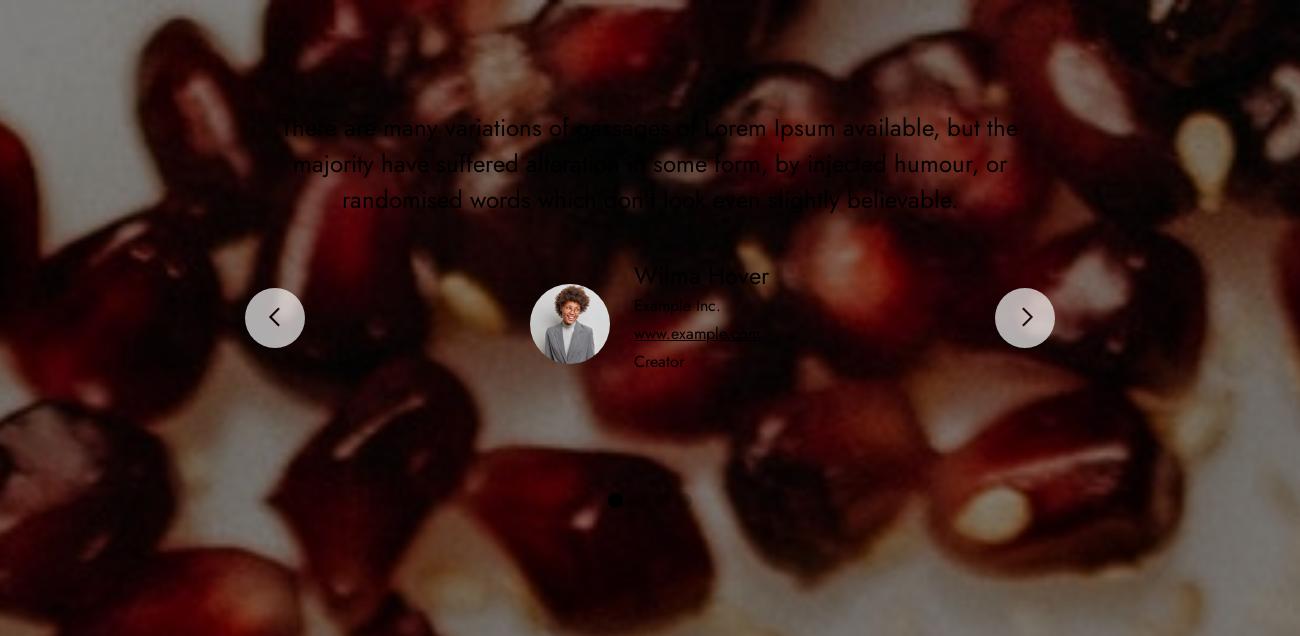 There are many variations of passages of Lorem Ipsum available, but the
majority have suffered alteration in some form, by injected humour, or
randomised words which don't look even slightly believable.
Wilma Hover
Example Inc.
www.example.com
Creator